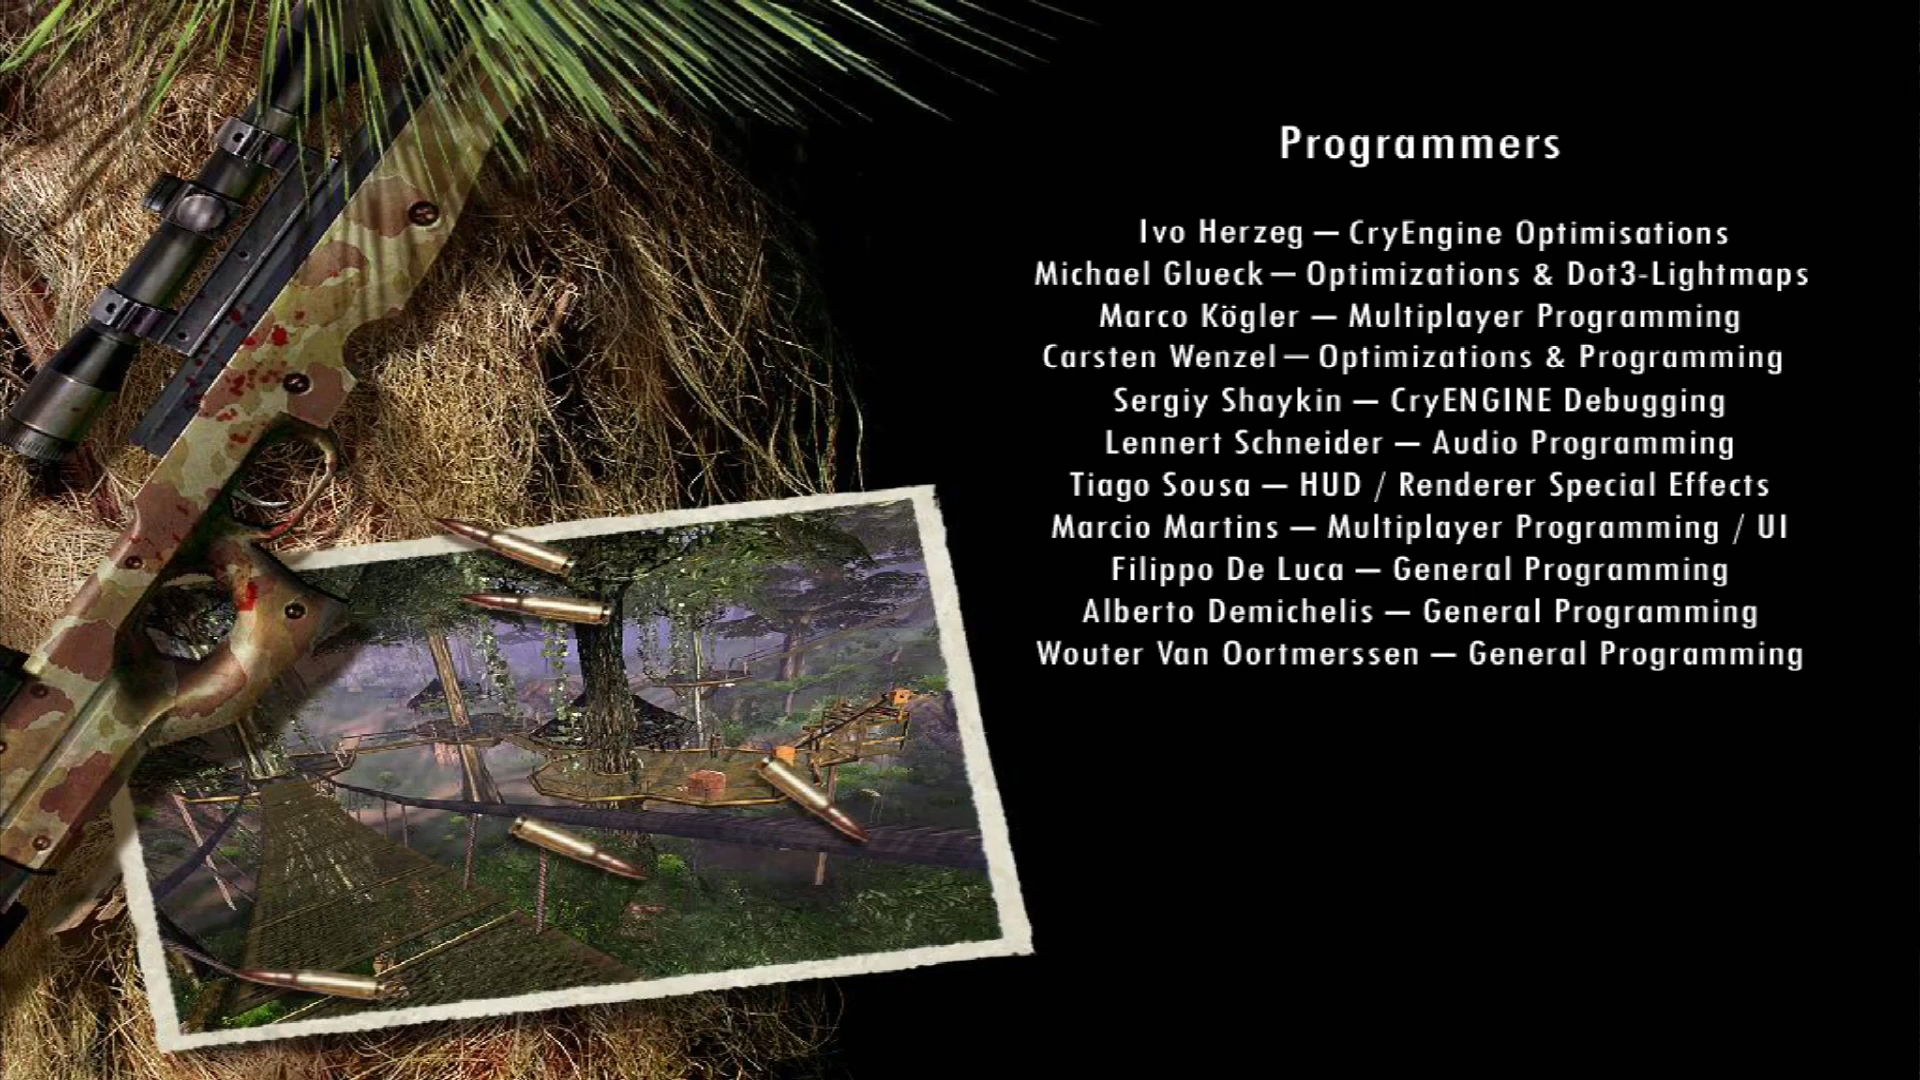 Programmers
Ivo Herzeg — CryEngine Optimisations
Michael Glueck — Optimizations & Dot3-Lightmaps
Marco Kögler — Multiplayer Programming
Carsten Wenzel — Optimizations & Programming
Sergiy Shaykin — CryENGINE Debugging
Lennert Schneider — Audio Programming
Tiago Sousa — HUD / Renderer Special Effects
Marcio Martins — Multiplayer Programming / UI
Filippo De Luca — General Programming
Alberto Demichelis — General Programming
Wouter Van Oortmerssen — General Programming